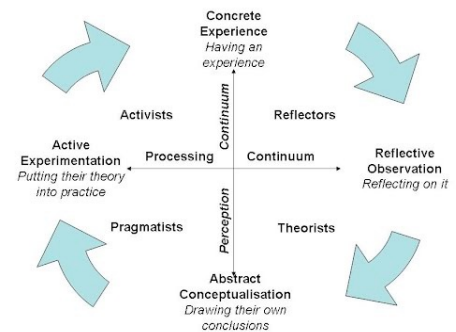 Concrete
Experience
Having an
experience
Activists
Continuum
Reflectors
Active
Experimentation
Putting their theory
into practice
Processing
Continuum
Reflective
Observation
Reflecting on it
Pragmatists
Perception
Theorists
Abstract
Conceptualisation
Drawing their own
conclusions